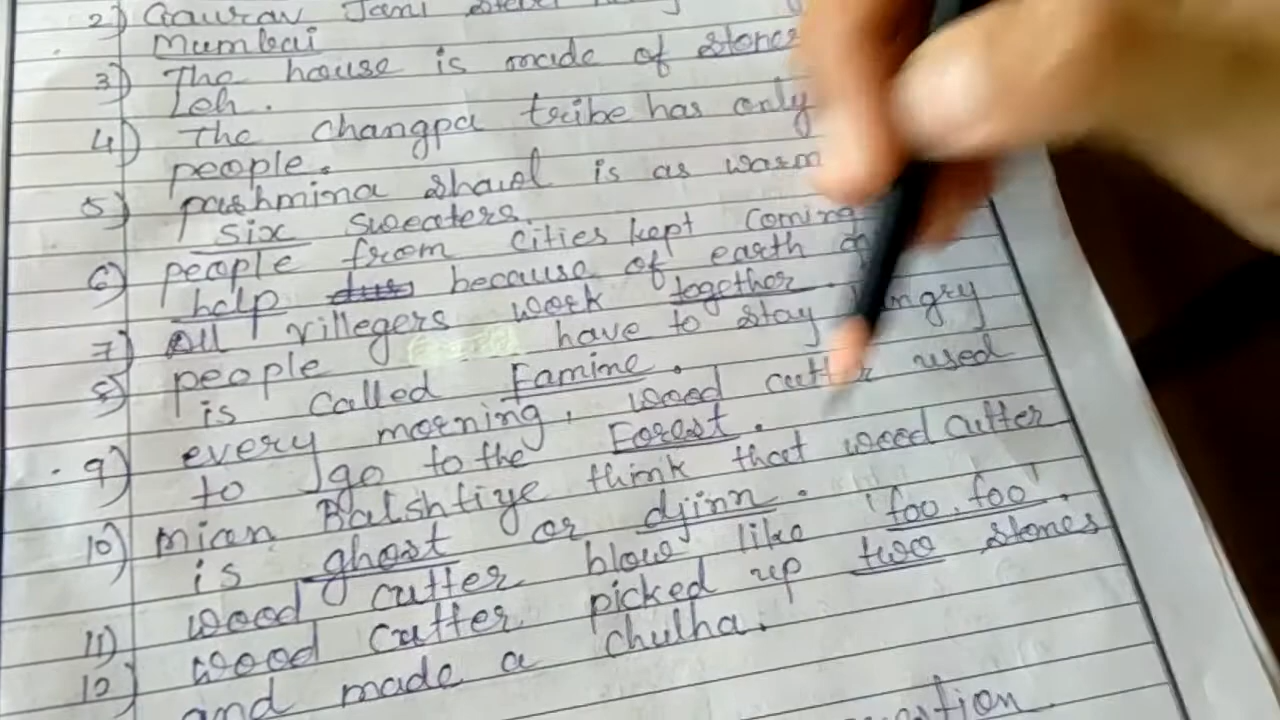 2) Gaurav Jani
Mumbai
3) The house is made of stones
Leh.
4) The Changpa tribe has only
people.
5) pashmina shawl is as warm
six sweaters.
6) people from cities kept coming
help because of earth
7) All villegers work together.
8) people have to stay hungry
is called Famine.
9) every morning, wood cutter used
to go to the Forest.
10) mian Balshtiye think that wood cutter
is ghost or djinn.
11) wood cutter blow like 'foo.foo'.
12) wood cutter picked up two stones
and made a chulha.